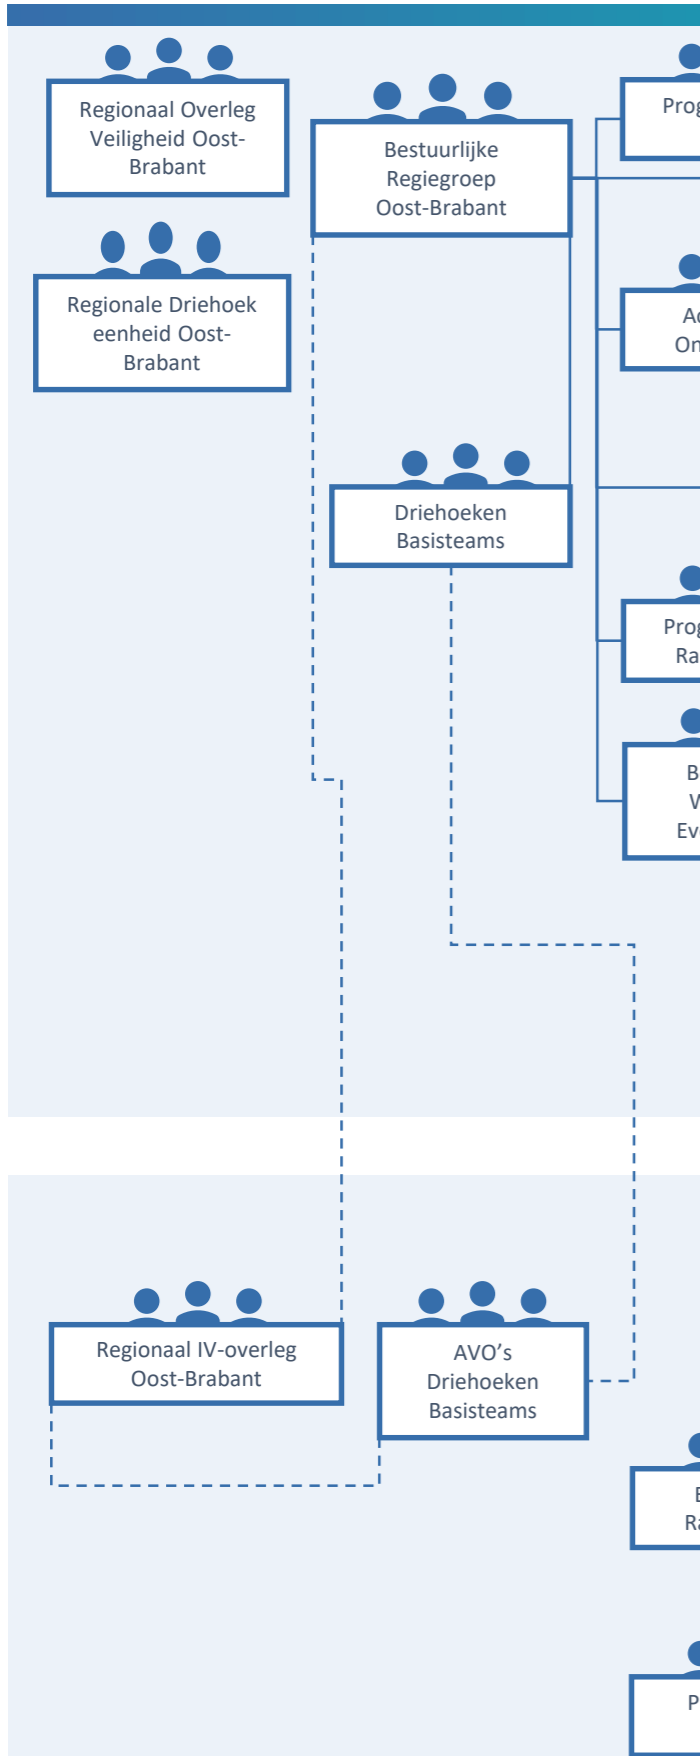 Regionaal Overleg
Veiligheid Oost-
Brabant
Bestuurlijke
Regiegroep
Oost-Brabant
Regionale Driehoek
eenheid Oost-
Brabant
Driehoeken
Basisteams
Regionaal IV-overleg
Oost-Brabant
AVO's
Driehoeken
Basisteams